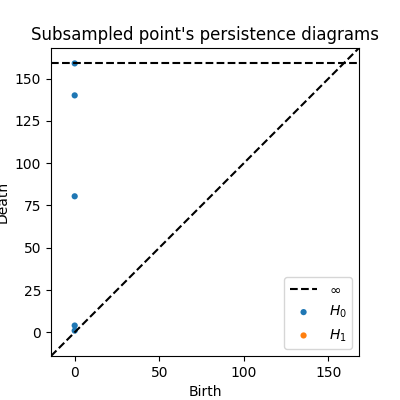 Subsampled point's persistence diagrams
150
125
100
75
50
25
0
Death
0 50 100 150
Birth
∞
H₀
H₁